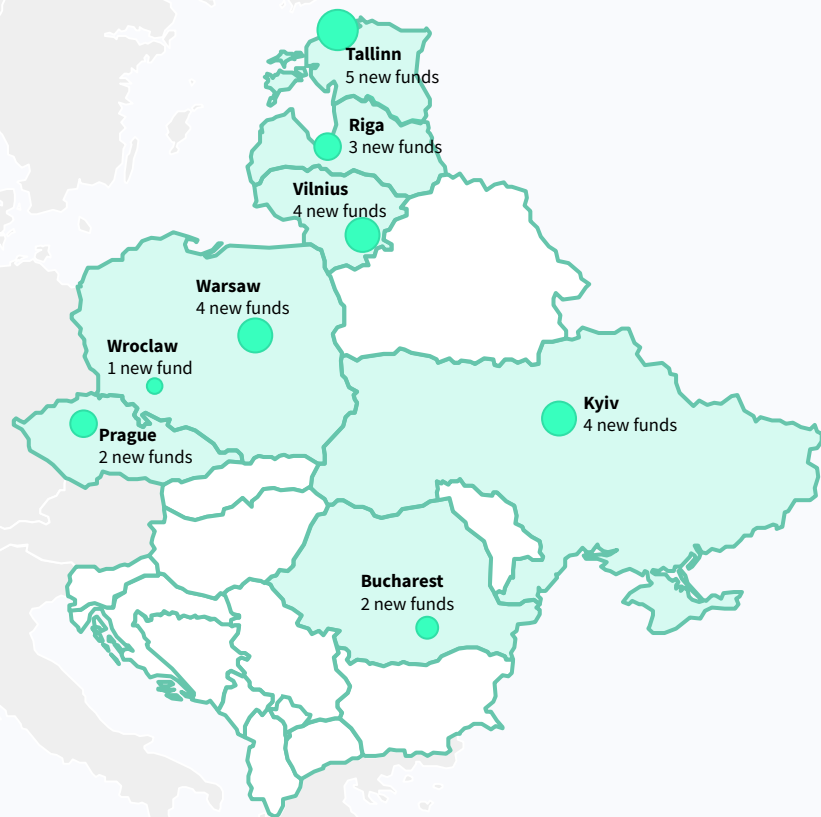 Tallinn
5 new funds
Riga
3 new funds
Vilnius
4 new funds
Warsaw
4 new funds
Wroclaw
1 new fund
Prague
2 new funds
Kyiv
4 new funds
Bucharest
2 new funds